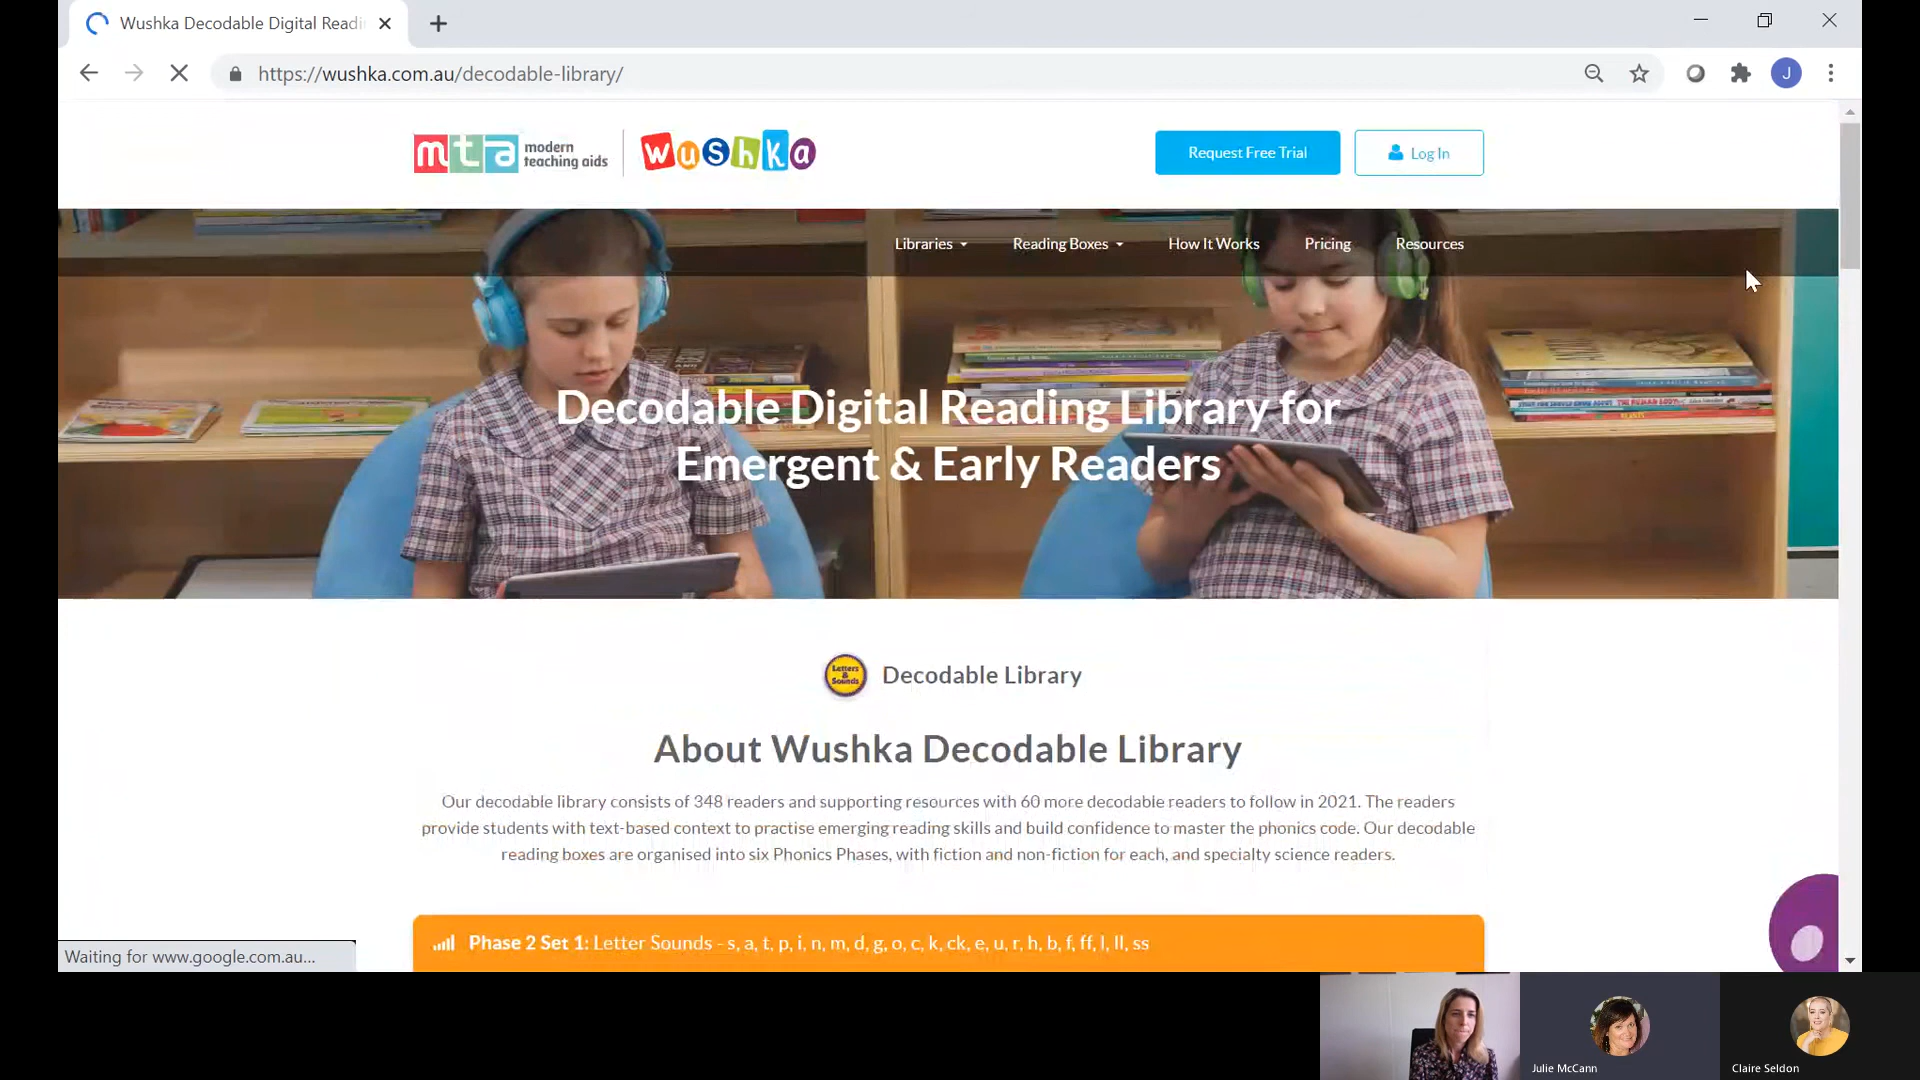 Wushka Decodable Digital Readi
https://wushka.com.au/decodable-library/
J
mta modern teaching aids
wushka
Request Free Trial
Log In
Libraries
Reading Boxes
How It Works
Pricing
Resources
Decodable Digital Reading Library for
Emergent & Early Readers
Letters & Sounds
Decodable Library
About Wushka Decodable Library
Our decodable library consists of 348 readers and supporting resources with 60 more decodable readers to follow in 2021. The readers
provide students with text-based context to practise emerging reading skills and build confidence to master the phonics code. Our decodable
reading boxes are organised into six Phonics Phases, with fiction and non-fiction for each, and specialty science readers.
Phase 2 Set 1: Letter Sounds - s, a, t, p, i, n, m, d, g, o, c, k, ck, e, u, r, h, b, f, ff, l, ll, ss
Waiting for www.google.com.au...
Julie McCann
Claire Seldon